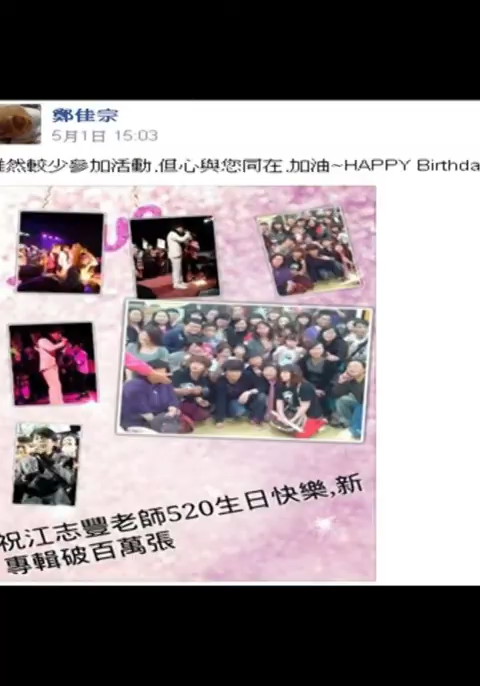 鄭佳宗
5月1日 15:03
雖然較少參加活動.但心與您同在.加油~HAPPY Birthda
祝江志豐老師520生日快樂,新
專輯破百萬張